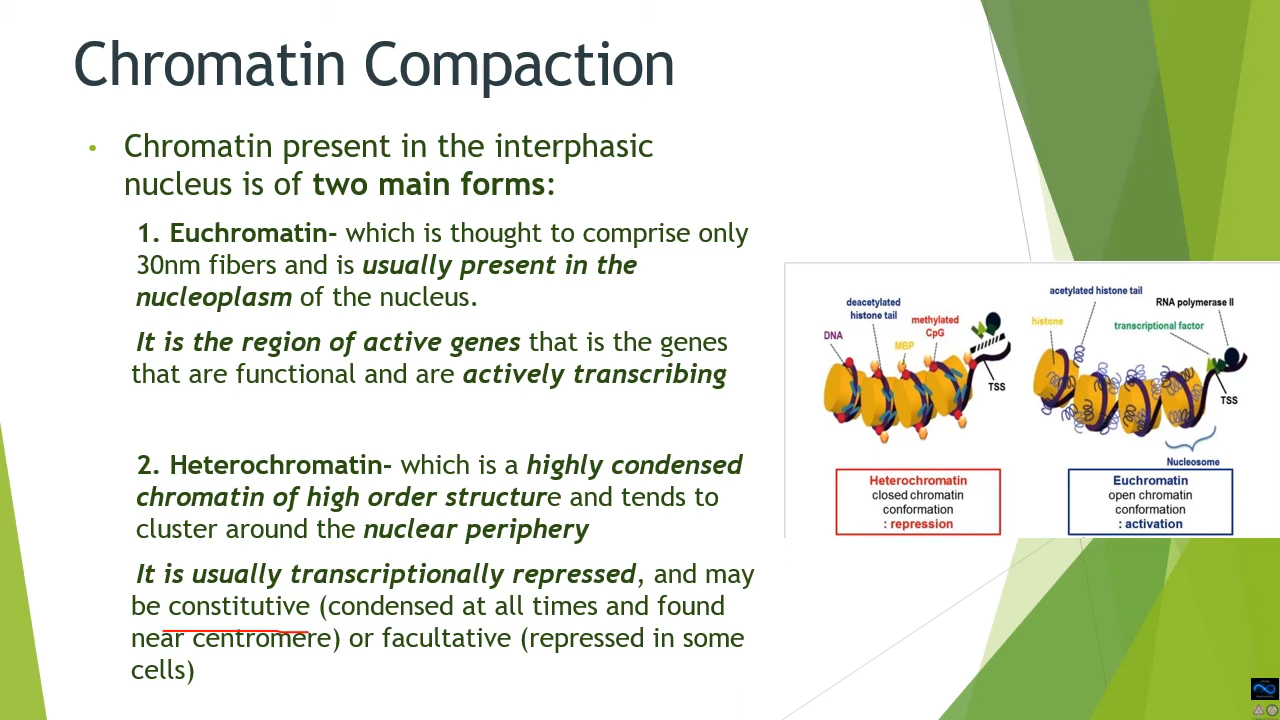 Chromatin Compaction
• Chromatin present in the interphasic
nucleus is of two main forms:
1. Euchromatin- which is thought to comprise only
30nm fibers and is usually present in the
nucleoplasm of the nucleus.
It is the region of active genes that is the genes
that are functional and are actively transcribing
2. Heterochromatin- which is a highly condensed
chromatin of high order structure and tends to
cluster around the nuclear periphery
It is usually transcriptionally repressed, and may
be constitutive (condensed at all times and found
near centromere) or facultative (repressed in some
cells)
deacetylated
histone tail
methylated
CpG
DNA
MBP
TSS
Heterochromatin
closed chromatin
conformation
: repression
acetylated histone tail
RNA polymerase II
histone
transcriptional factor
TSS
Nucleosome
Euchromatin
open chromatin
conformation
: activation